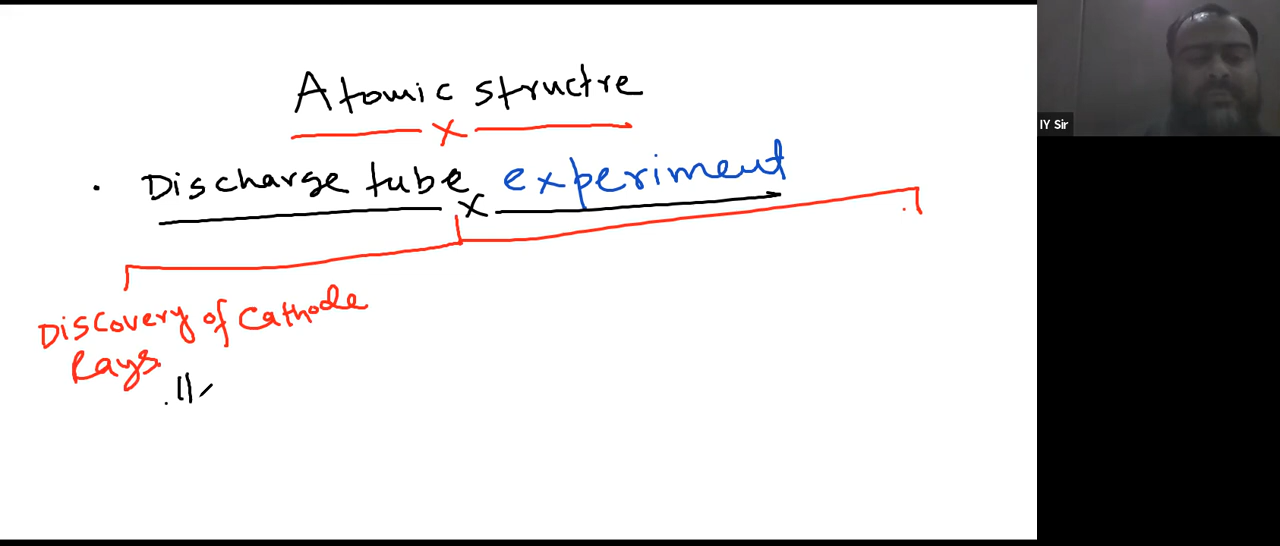 Atomic structre
Discharge tube experiment
Discovery of Cathode
Rays.
IY Sir